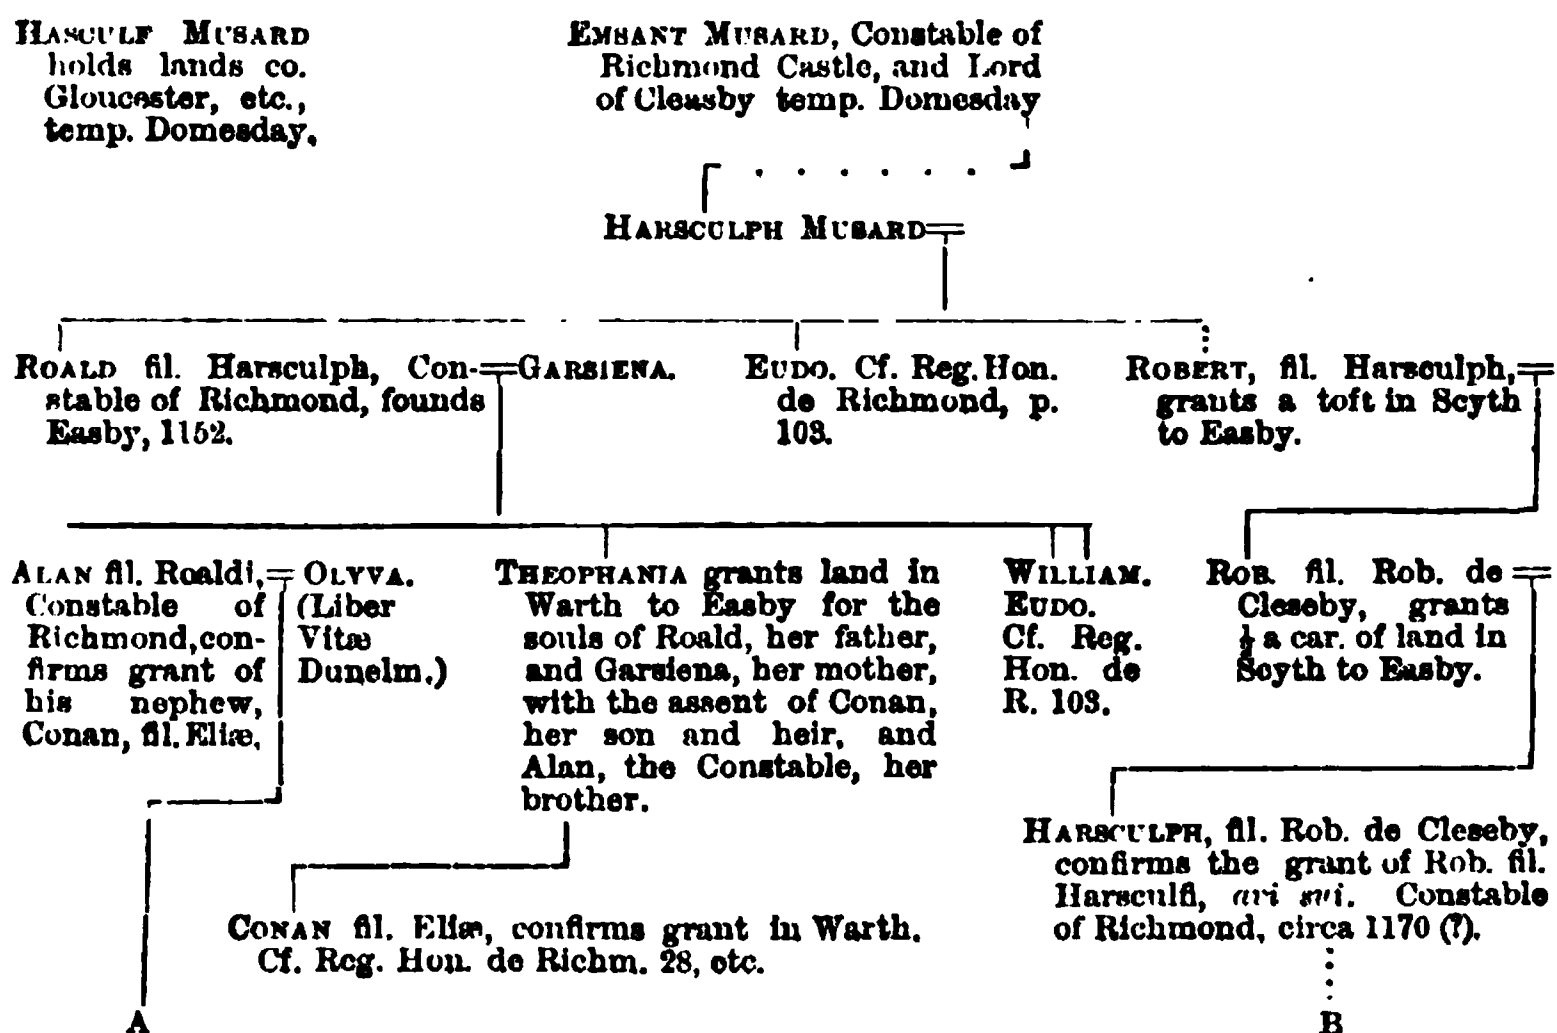 HASCULF MUSARD
holds lands co.
Gloucester, etc.,
temp. Domesday.
EMSANT MUSARD, Constable of
Richmond Castle, and Lord
of Cleasby temp. Domesday
HARSCULPH MUSARD
ROALD fil. Harsculph, Con-
stable of Richmond, founds
Easby, 1152.
GARSIENA.
EUDO. Cf. Reg. Hon.
de Richmond, p.
103.
ROBERT, fil. Harsculph,
grants a toft in Scyth
to Easby.
ALAN fil. Roaldi,
Constable of
Richmond, con-
firms grant of
his nephew,
Conan, fil. Eliæ.
OLYVA.
(Liber
Vitæ
Dunelm.)
THEOPHANIA grants land in
Warth to Easby for the
souls of Roald, her father,
and Garsiena, her mother,
with the assent of Conan,
her son and heir, and
Alan, the Constable, her
brother.
WILLIAM.
EUDO.
Cf. Reg.
Hon. de
R. 103.
ROB. fil. Rob. de
Cleseby, grants
½ a car. of land in
Scyth to Easby.
HARSCULPH, fil. Rob. de Cleseby,
confirms the grant of Rob. fil.
Harsculfi, avi sui. Constable
of Richmond, circa 1170 (?).
CONAN fil. Eliæ, confirms grant in Warth.
Cf. Reg. Hon. de Richm. 28, etc.
A
B